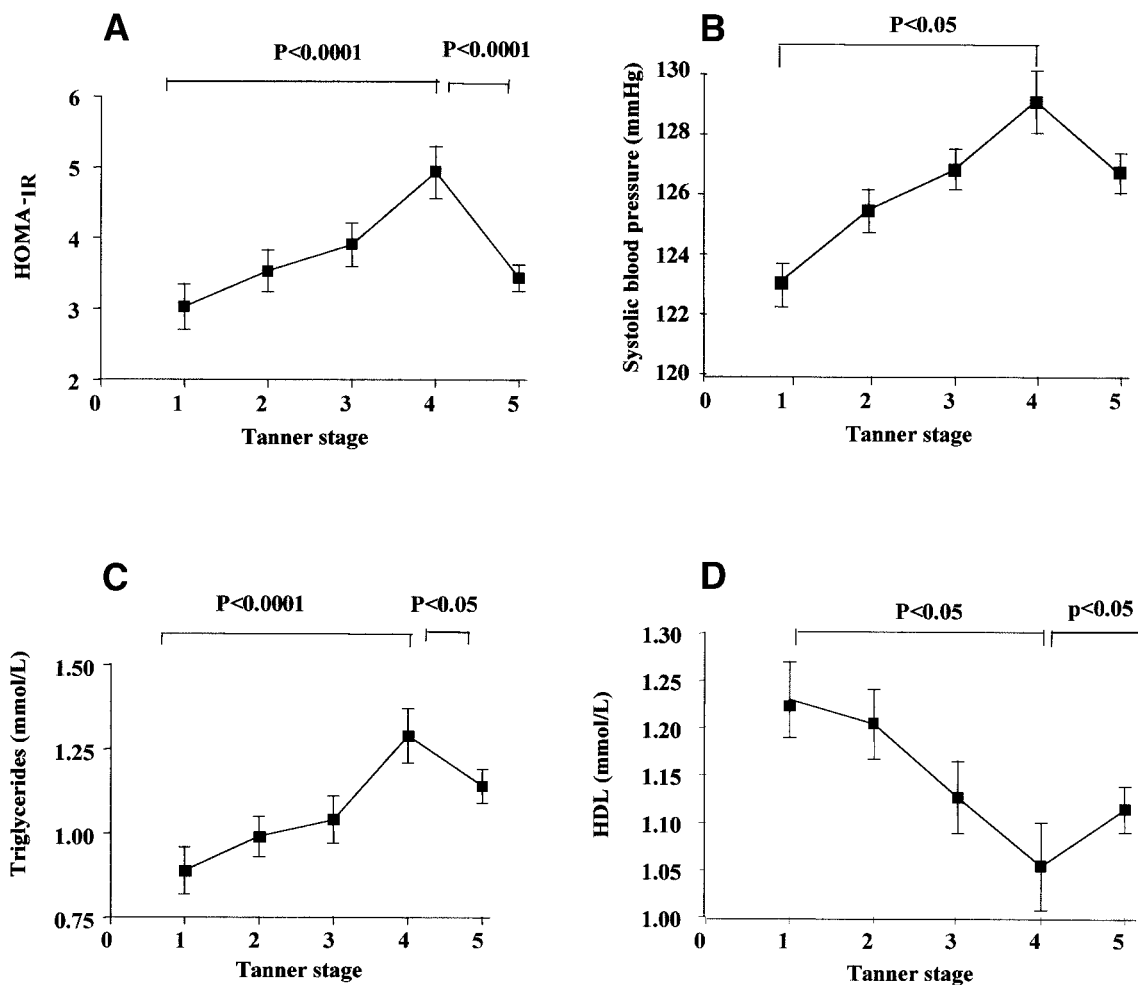 A
P<0.0001 P<0.0001
6
5
4
3
2
HOMA-IR
0 1 2 3 4 5
Tanner stage
B
P<0.05
130
128
126
125
123
122
120
Systolic blood pressure (mmHg)
0 1 2 3 4 5
Tanner stage
C
P<0.0001 P<0.05
1.50
1.25
1.00
0.75
Triglycerides (mmol/L)
0 1 2 3 4 5
Tanner stage
D
P<0.05 p<0.05
1.30
1.25
1.20
1.15
1.10
1.05
1.00
HDL (mmol/L)
0 1 2 3 4 5
Tanner stage